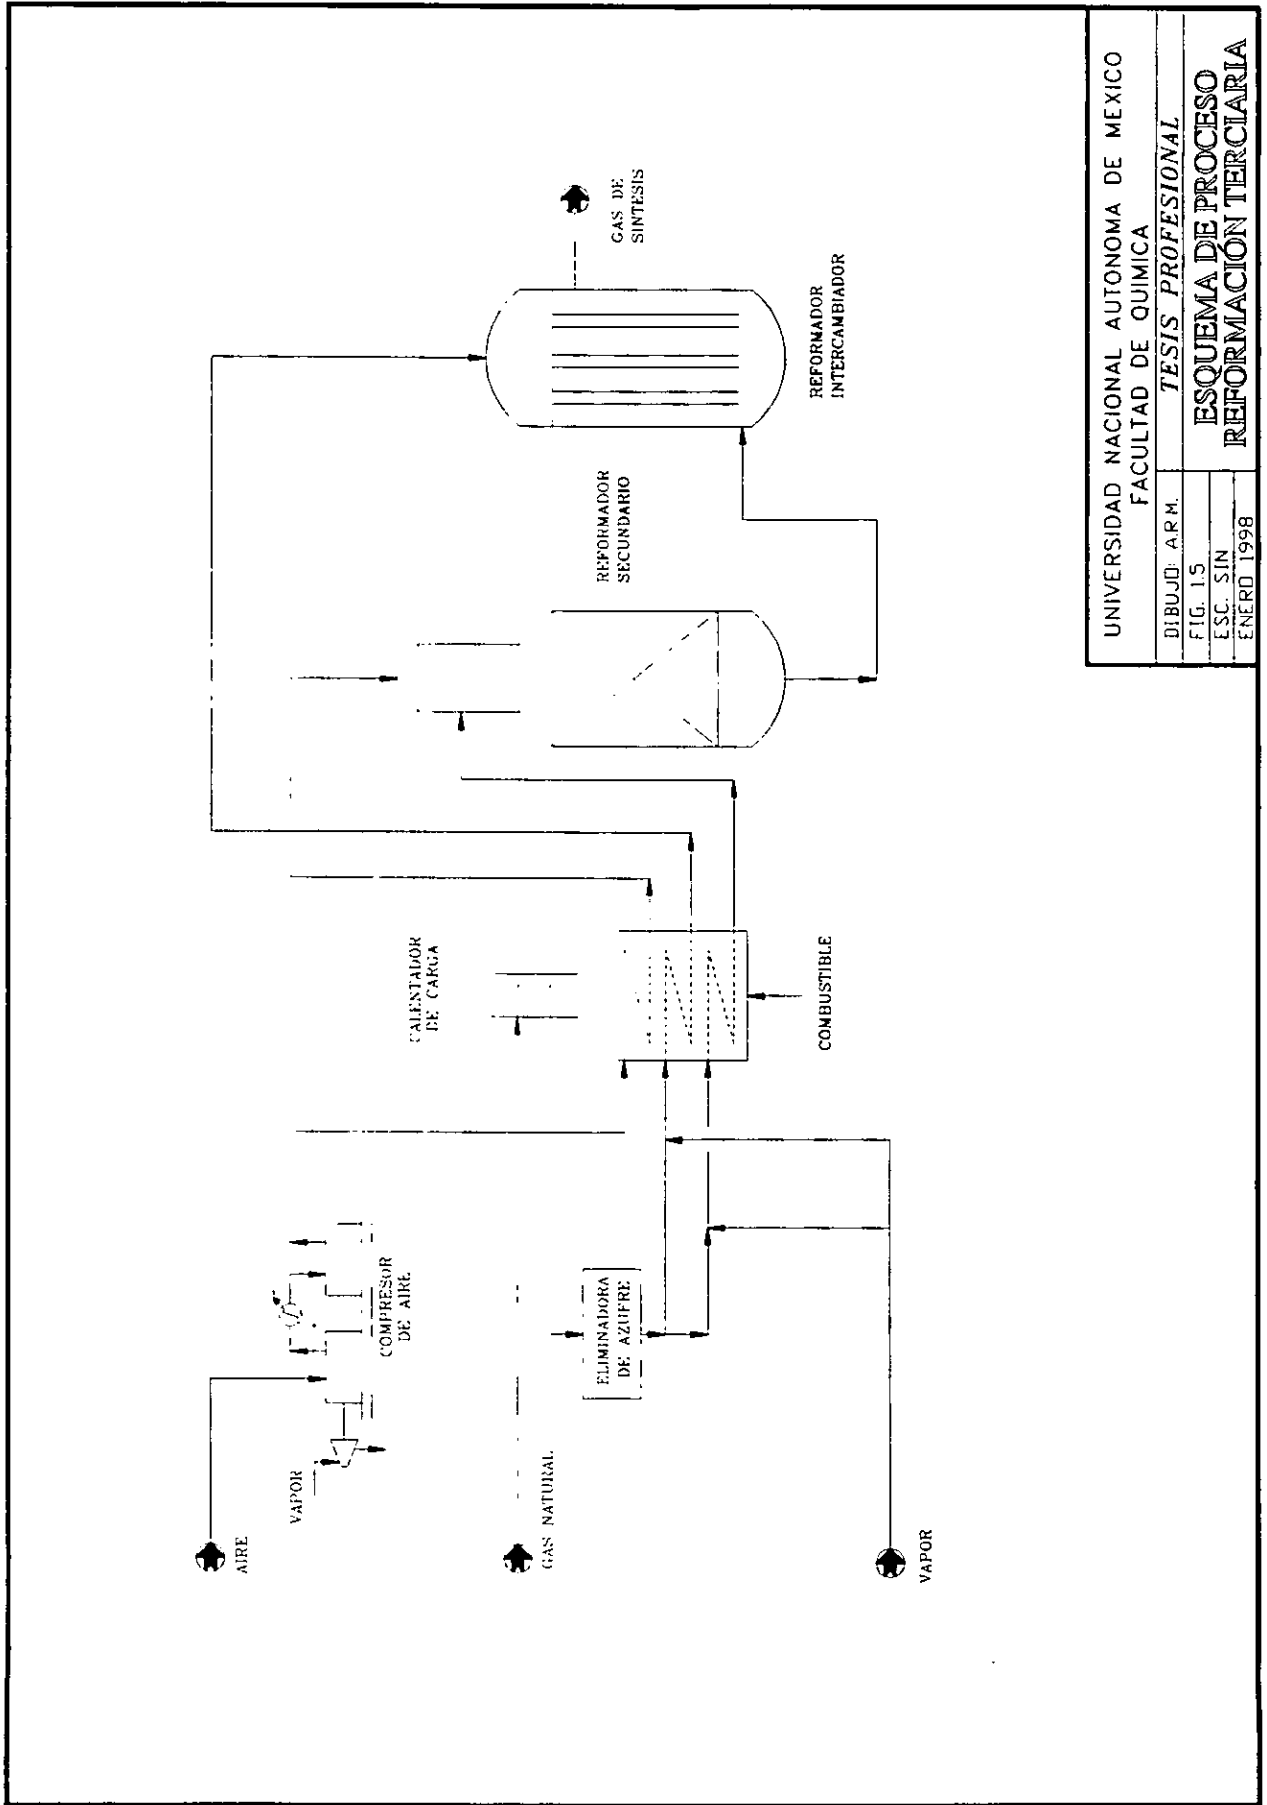 AIRE
VAPOR
COMPRESOR
DE AIRE
GAS NATURAL
ELIMINADORA
DE AZUFRE
VAPOR
CALENTADOR
DE CARGA
COMBUSTIBLE
REFORMADOR
SECUNDARIO
REFORMADOR
INTERCAMBIADOR
GAS DE
SINTESIS
UNIVERSIDAD NACIONAL AUTONOMA DE MEXICO
FACULTAD DE QUIMICA
DIBUJO: A.R.M.
TESIS PROFESIONAL
FIG. 1.5
ESC. SIN
ENERO 1998
ESQUEMA DE PROCESO
REFORMACIÓN TERCIARIA